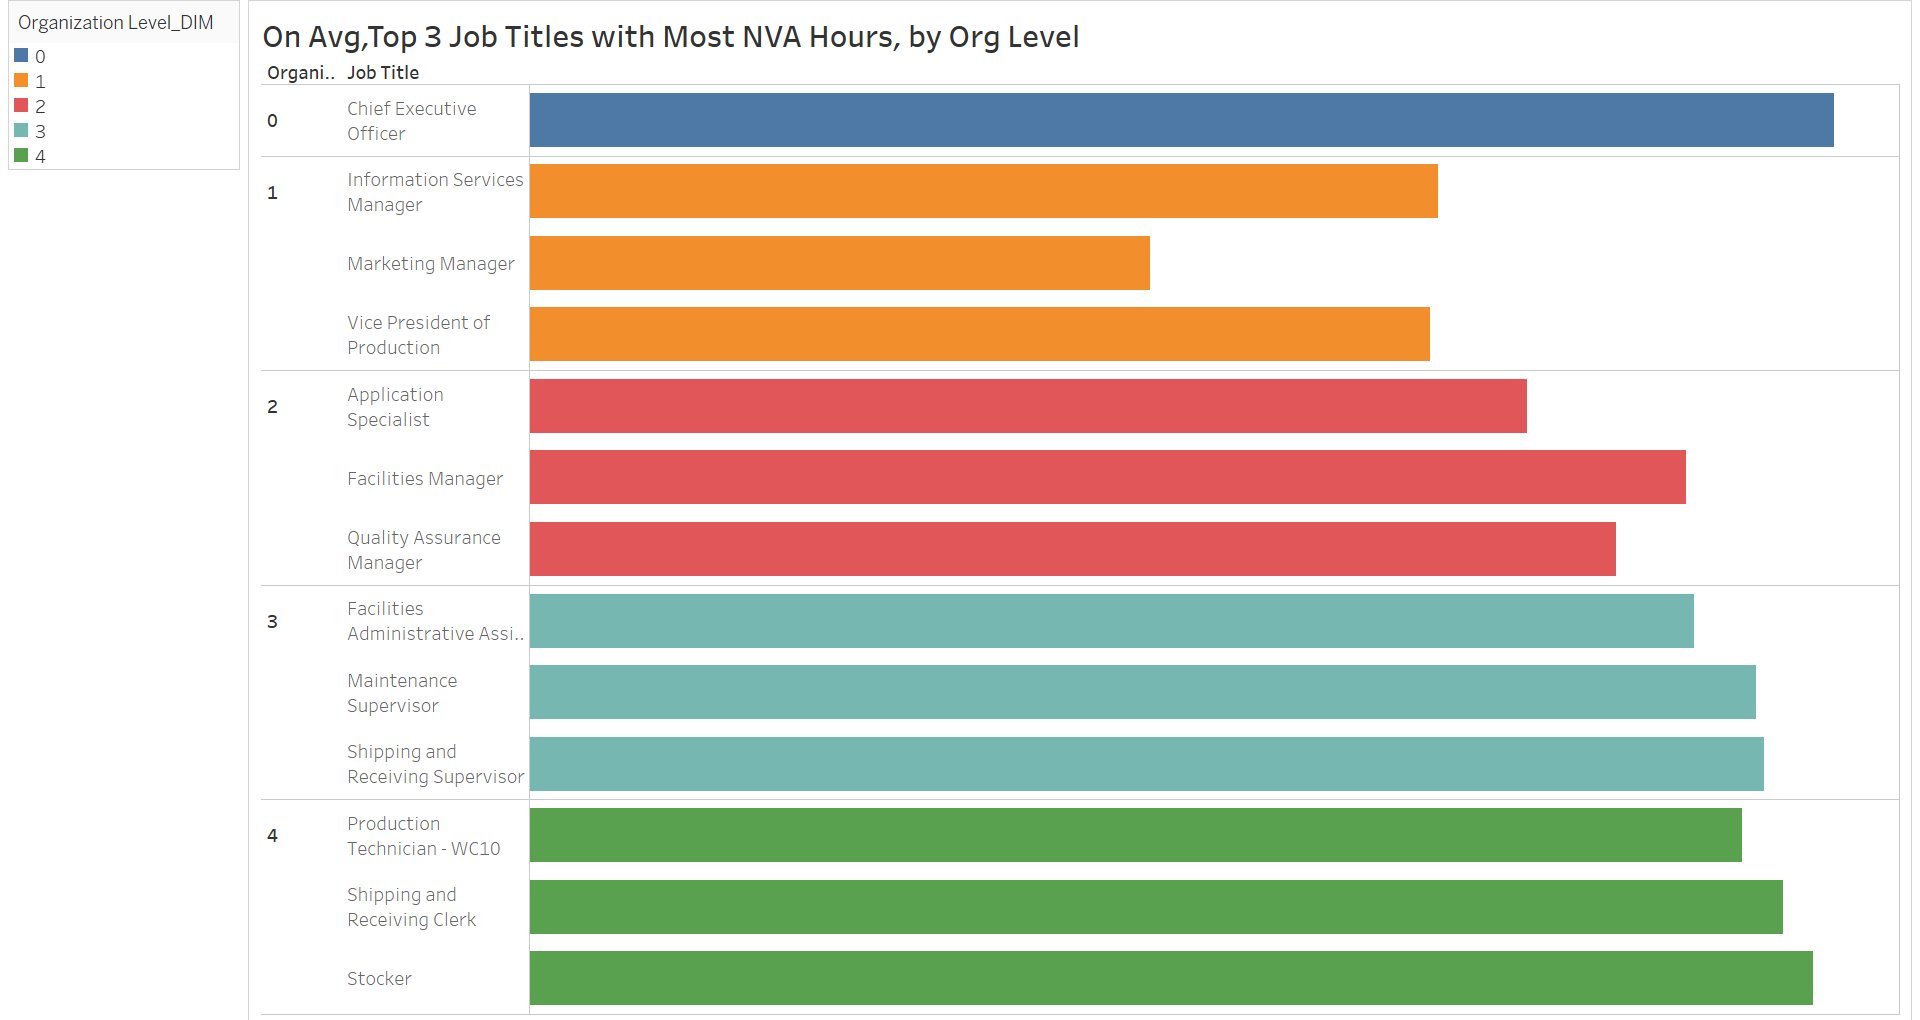 Organization Level_DIM
0
1
2
3
4
On Avg,Top 3 Job Titles with Most NVA Hours, by Org Level
Organi.. Job Title
0
Chief Executive
Officer
1
Information Services
Manager
Marketing Manager
Vice President of
Production
2
Application
Specialist
Facilities Manager
Quality Assurance
Manager
3
Facilities
Administrative Assi..
Maintenance
Supervisor
Shipping and
Receiving Supervisor
4
Production
Technician - WC10
Shipping and
Receiving Clerk
Stocker